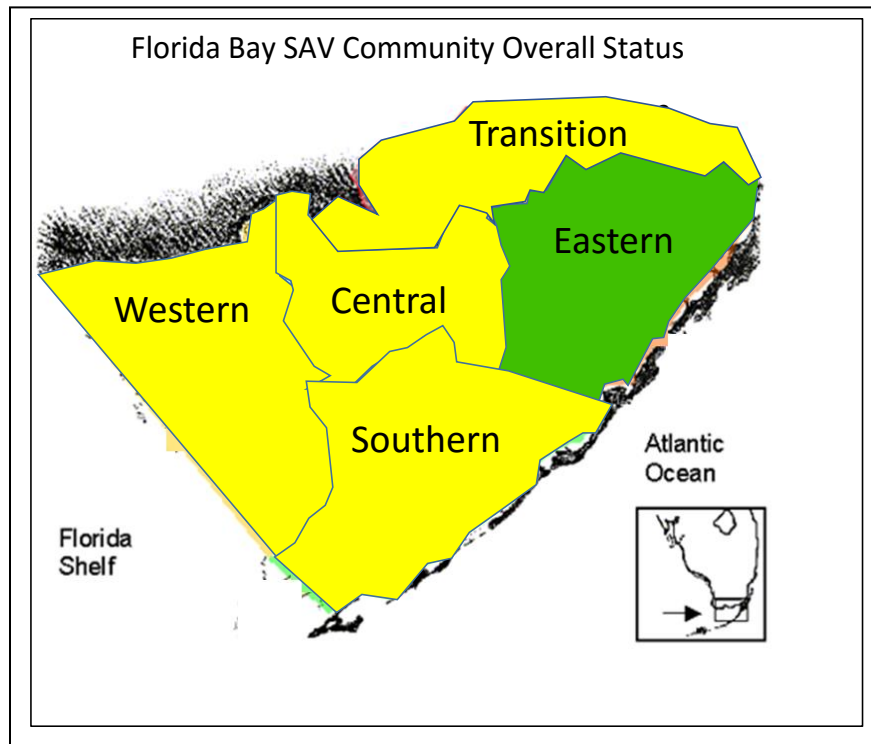 Florida Bay SAV Community Overall Status
Transition
Eastern
Western
Central
Southern
Atlantic
Ocean
Florida
Shelf